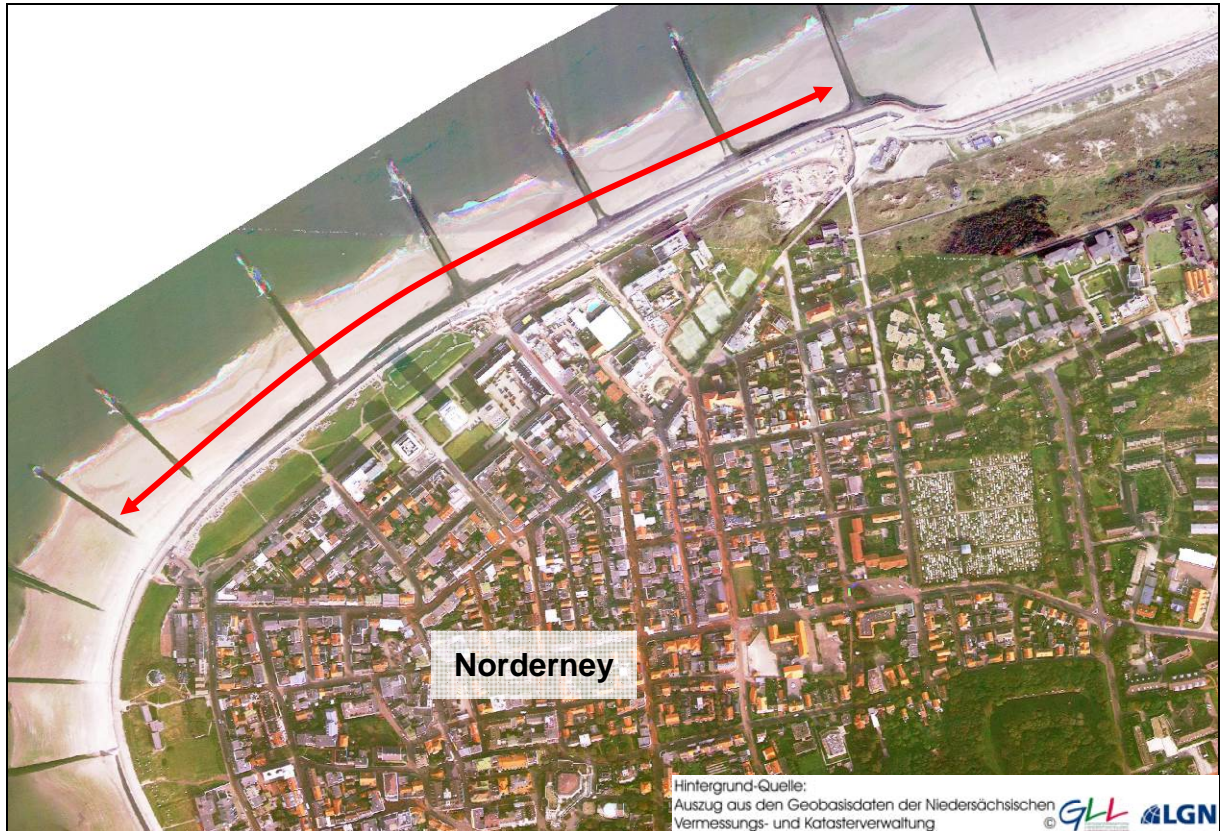 Norderney
Hintergrund-Quelle:
Auszug aus den Geobasisdaten der Niedersächsischen
Vermessungs- und Katasterverwaltung
© GLL LGN